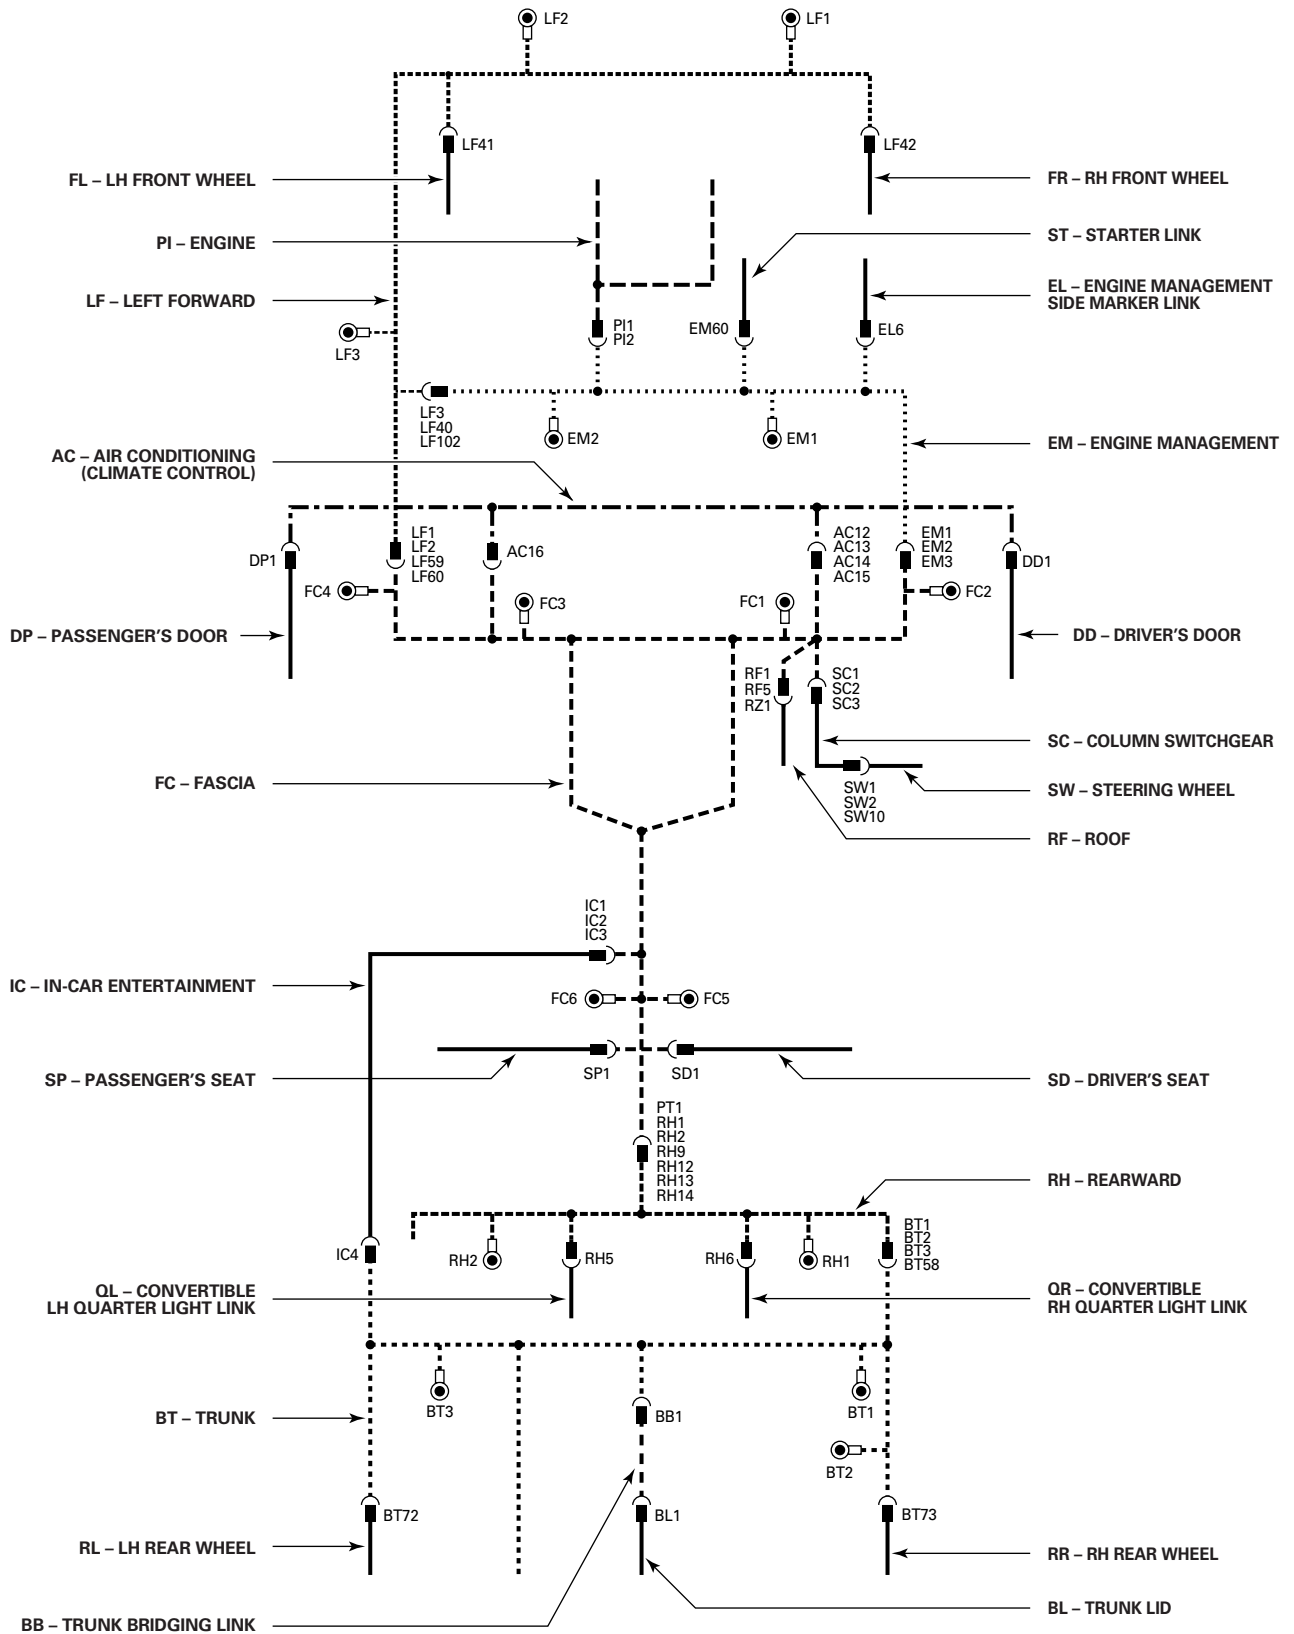 LF2
LF1
LF41
LF42
FL – LH FRONT WHEEL
FR – RH FRONT WHEEL
PI – ENGINE
ST – STARTER LINK
LF – LEFT FORWARD
EL – ENGINE MANAGEMENT
SIDE MARKER LINK
PI1
PI2
EM60
EL6
LF3
LF3
LF40
LF102
EM2
EM1
EM – ENGINE MANAGEMENT
AC – AIR CONDITIONING
(CLIMATE CONTROL)
DP1
LF1
LF2
LF59
LF60
AC16
AC12
AC13
AC14
AC15
EM1
EM2
EM3
DD1
FC4
FC3
FC1
FC2
DP – PASSENGER'S DOOR
DD – DRIVER'S DOOR
RF1
RF5
RZ1
SC1
SC2
SC3
SC – COLUMN SWITCHGEAR
FC – FASCIA
SW1
SW2
SW10
SW – STEERING WHEEL
RF – ROOF
IC1
IC2
IC3
IC – IN-CAR ENTERTAINMENT
FC6
FC5
SP1
SD1
SP – PASSENGER'S SEAT
SD – DRIVER'S SEAT
PT1
RH1
RH2
RH9
RH12
RH13
RH14
RH – REARWARD
IC4
RH2
RH5
RH6
RH1
BT1
BT2
BT3
BT58
QL – CONVERTIBLE
LH QUARTER LIGHT LINK
QR – CONVERTIBLE
RH QUARTER LIGHT LINK
BT3
BT1
BT – TRUNK
BB1
BT2
BT72
BL1
BT73
RL – LH REAR WHEEL
RR – RH REAR WHEEL
BL – TRUNK LID
BB – TRUNK BRIDGING LINK